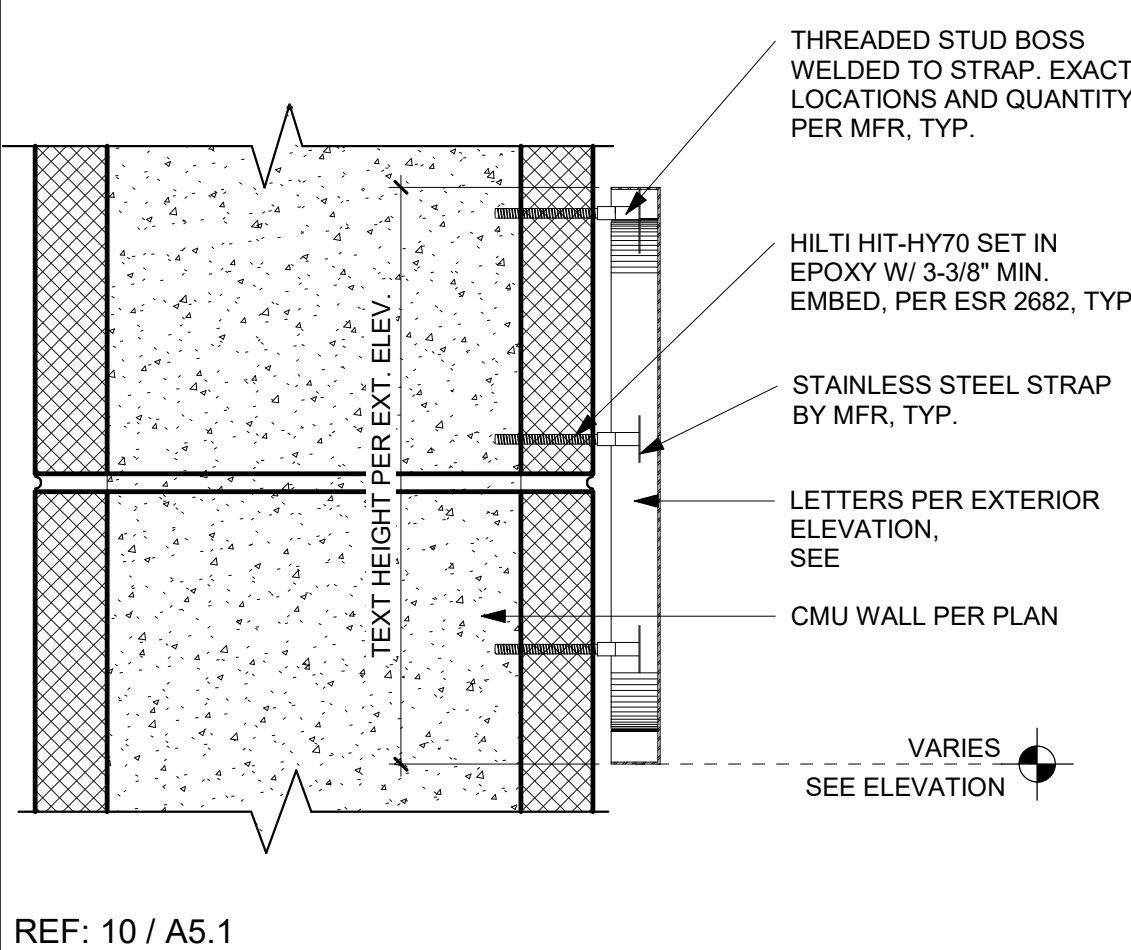 THREADED STUD BOSS
WELDED TO STRAP. EXACT
LOCATIONS AND QUANTITY
PER MFR, TYP.
HILTI HIT-HY70 SET IN
EPOXY W/ 3-3/8" MIN.
EMBED, PER ESR 2682, TYP
STAINLESS STEEL STRAP
BY MFR, TYP.
LETTERS PER EXTERIOR
ELEVATION,
SEE
CMU WALL PER PLAN
TEXT HEIGHT PER EXT. ELEV.
VARIES
SEE ELEVATION
REF: 10 / A5.1